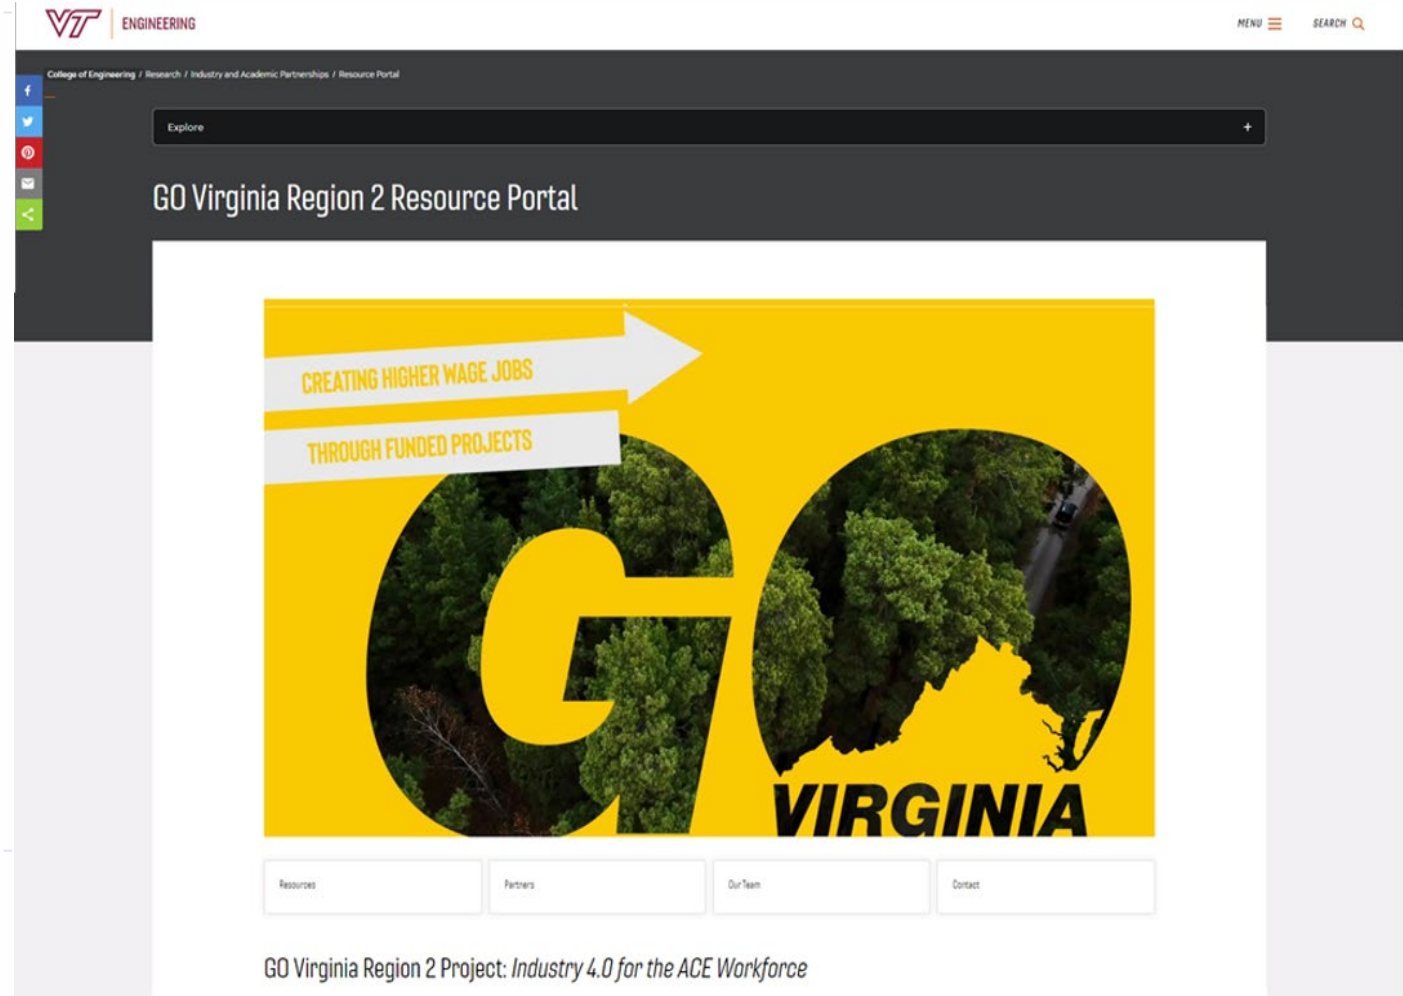 VT ENGINEERING
MENU
SEARCH
College of Engineering / Research / Industry and Academic Partnerships / Resource Portal
Explore +
GO Virginia Region 2 Resource Portal
CREATING HIGHER WAGE JOBS
THROUGH FUNDED PROJECTS
GO
VIRGINIA
Resources
Partners
Our Team
Contact
GO Virginia Region 2 Project: Industry 4.0 for the ACE Workforce